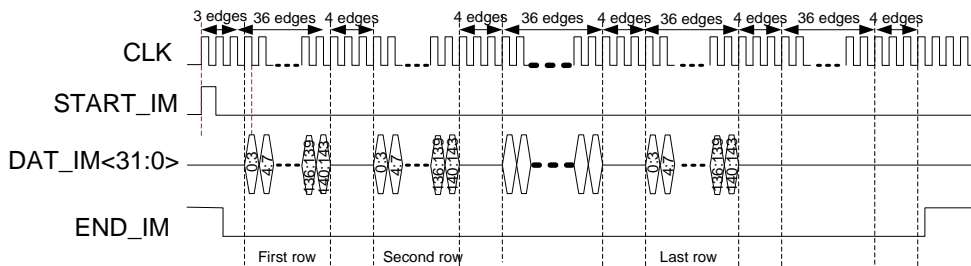 3 edges 36 edges 4 edges 4 edges 36 edges 4 edges 36 edges 4 edges 36 edges 4 edges
CLK
START_IM
DAT_IM<31:0>
0:3 4:7 136:139 140:143 0:3 4:7 136:139 140:143 0:3 4:7 136:139 140:143
END_IM
First row Second row Last row